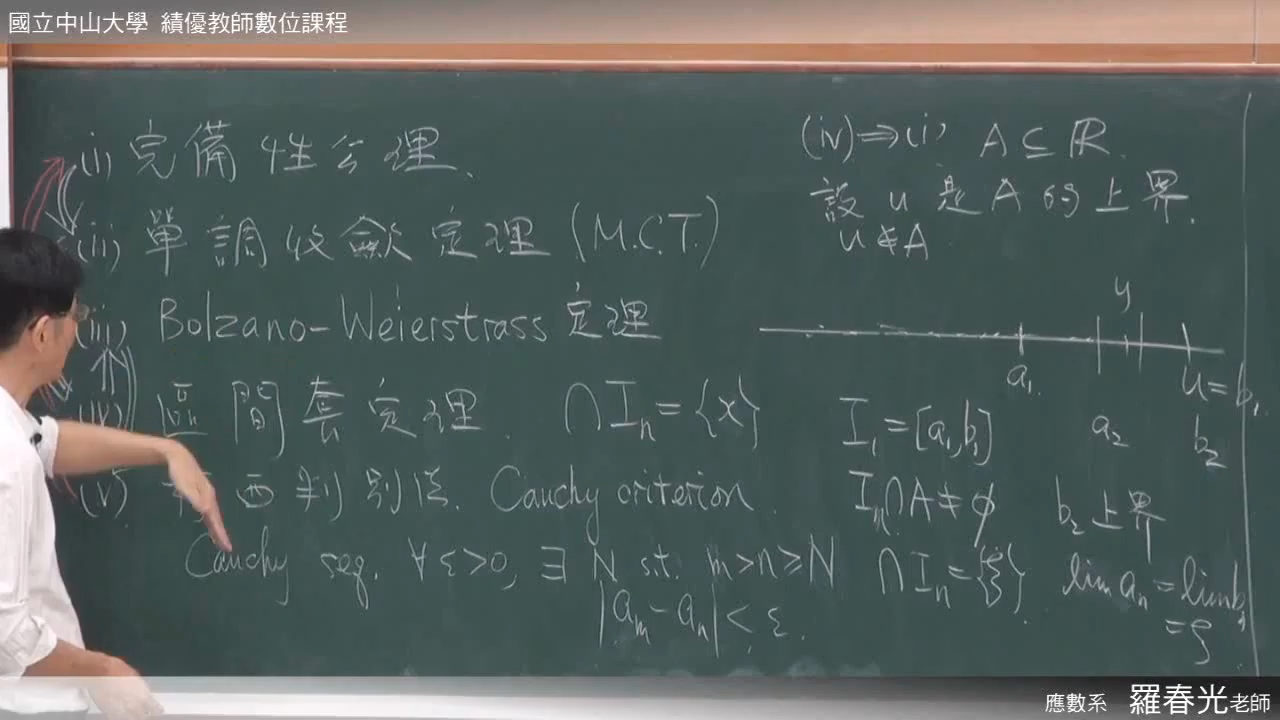 國立中山大學 績優教師數位課程
(i) 完備性公理.
(ii) 單調收歛定理 (M.C.T.)
(iii) Bolzano-Weierstrass 定理
(iv) 區間套定理. ∩Iₙ = {x}
(v) 西判別法. Cauchy criterion.
Cauchy seq. ∀ε>0, ∃ N s.t. m>n≥N
|aₘ - aₙ| < ε.
(iv)⇒(i) A⊆ℝ.
設 u 是 A 的上界.
u∉A
y
a₁ u=b₁
I₁=[a₁,b₁] a₂ b₂
Iₙ∩A≠∅ b₂上界
∩Iₙ={ξ}. lim aₙ = lim bₙ
=ξ
應數系 羅春光老師